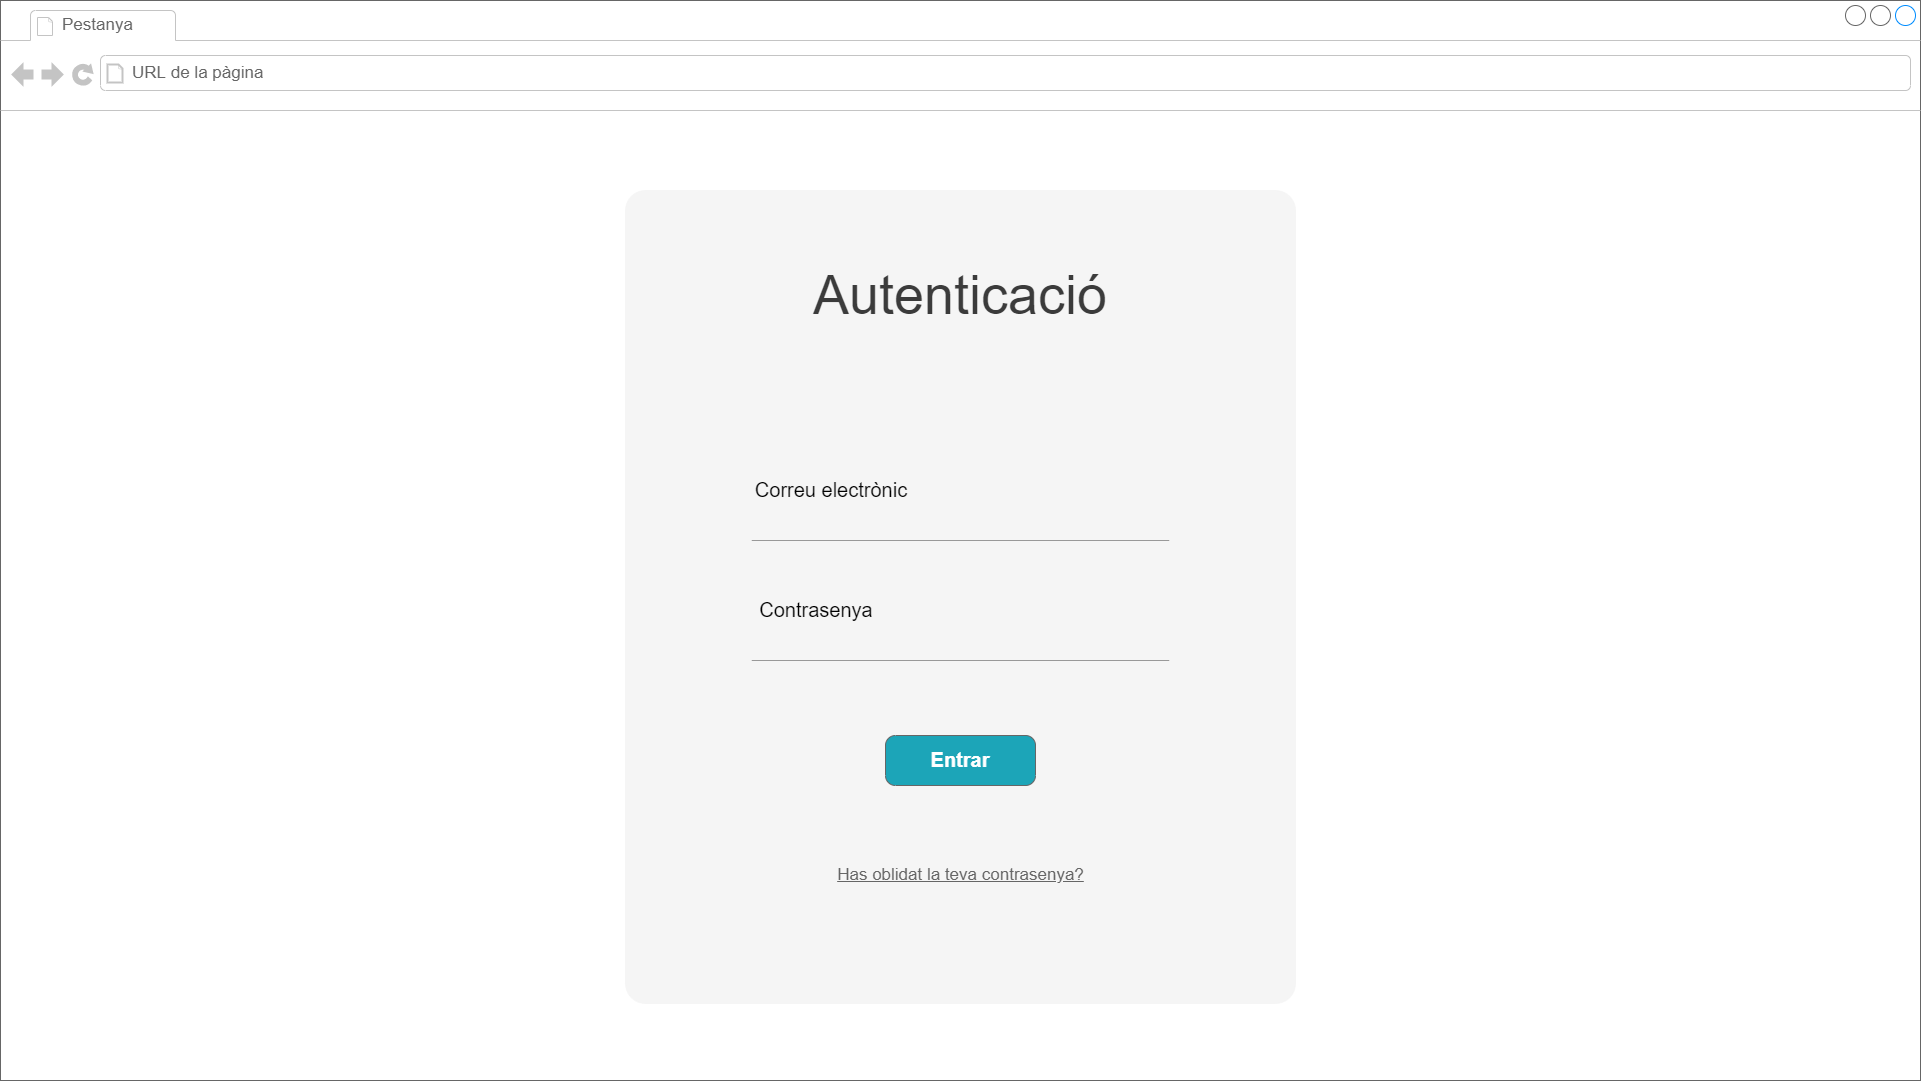 Pestanya
URL de la pàgina
Autenticació
Correu electrònic
Contrasenya
Entrar
Has oblidat la teva contrasenya?